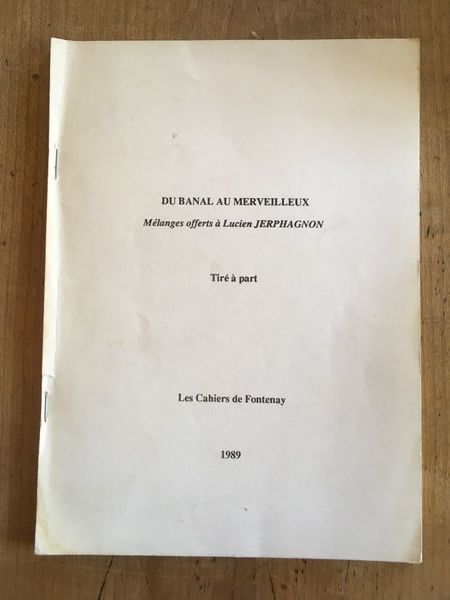 DU BANAL AU MERVEILLEUX
Mélanges offerts à Lucien JERPHAGNON
Tiré à part
Les Cahiers de Fontenay
1989